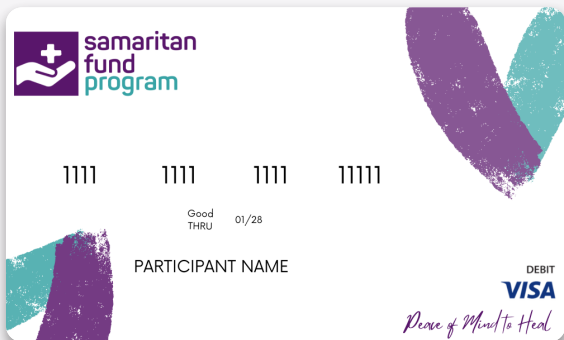 samaritan
fund
program
1111 1111 1111 11111
Good
THRU 01/28
PARTICIPANT NAME
DEBIT
VISA
Peace of Mind to Heal